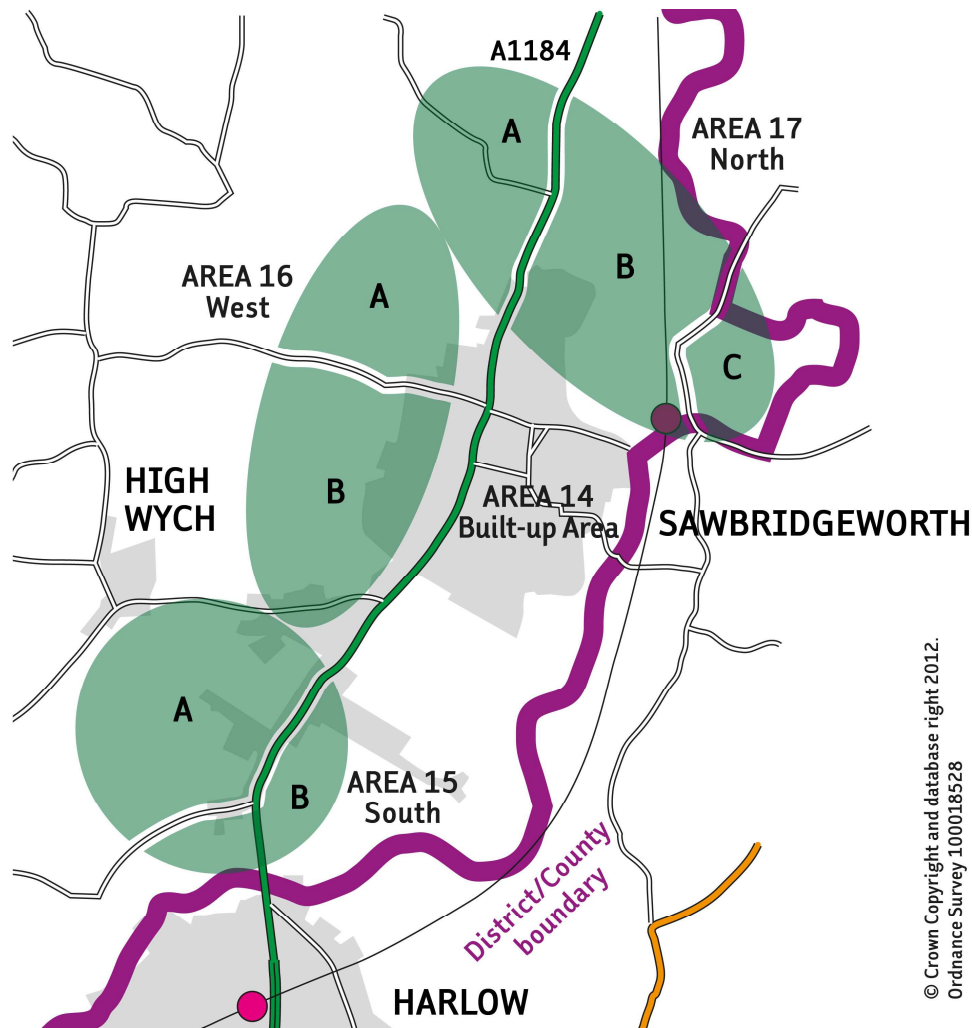 A1184
A
AREA 17
North
B
AREA 16
West
A
C
HIGH
WYCH
B
AREA 14
Built-up Area
SAWBRIDGEWORTH
A
B
AREA 15
South
District/County
boundary
HARLOW
© Crown Copyright and database right 2012.
Ordnance Survey 100018528